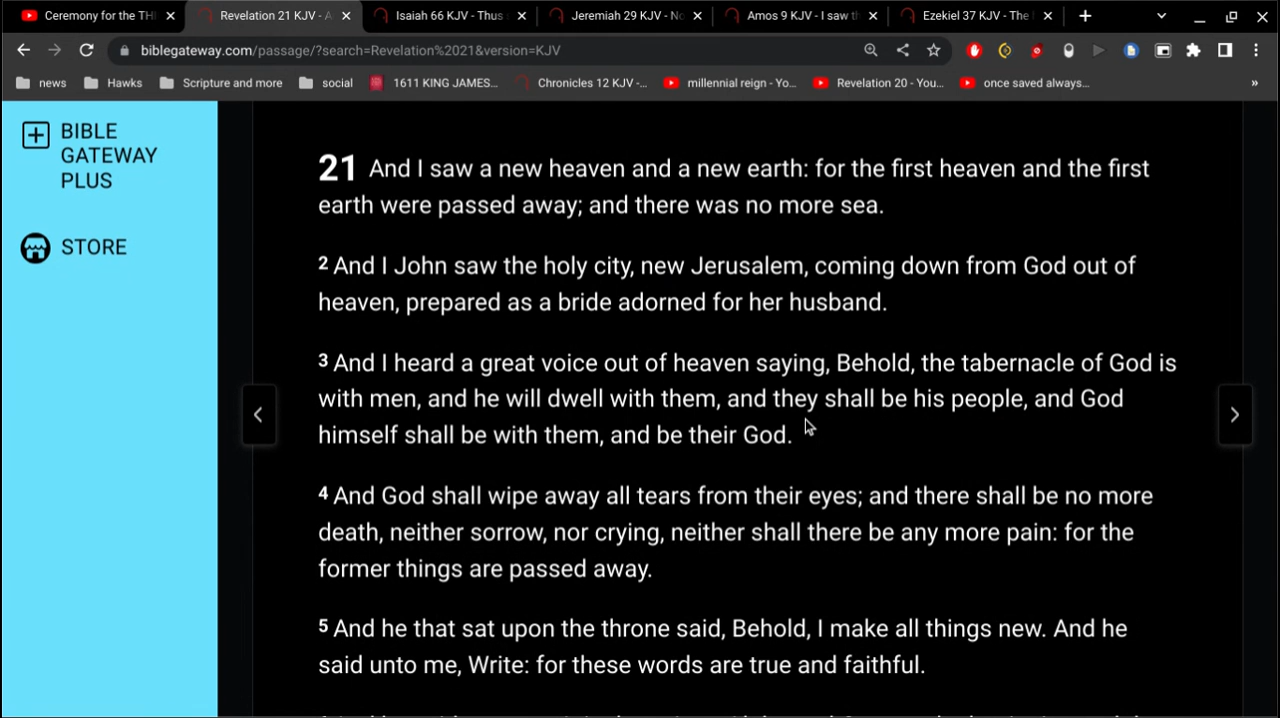 Ceremony for the TH
Revelation 21 KJV - A
Isaiah 66 KJV - Thus s
Jeremiah 29 KJV - No
Amos 9 KJV - I saw th
Ezekiel 37 KJV - The
biblegateway.com/passage/?search=Revelation%2021&version=KJV
news
Hawks
Scripture and more
social
1611 KING JAMES...
Chronicles 12 KJV -...
millennial reign - Yo...
Revelation 20 - You...
once saved always...
»
BIBLE
GATEWAY
PLUS
STORE
21 And I saw a new heaven and a new earth: for the first heaven and the first
earth were passed away; and there was no more sea.
2 And I John saw the holy city, new Jerusalem, coming down from God out of
heaven, prepared as a bride adorned for her husband.
3 And I heard a great voice out of heaven saying, Behold, the tabernacle of God is
with men, and he will dwell with them, and they shall be his people, and God
himself shall be with them, and be their God.
4 And God shall wipe away all tears from their eyes; and there shall be no more
death, neither sorrow, nor crying, neither shall there be any more pain: for the
former things are passed away.
5 And he that sat upon the throne said, Behold, I make all things new. And he
said unto me, Write: for these words are true and faithful.